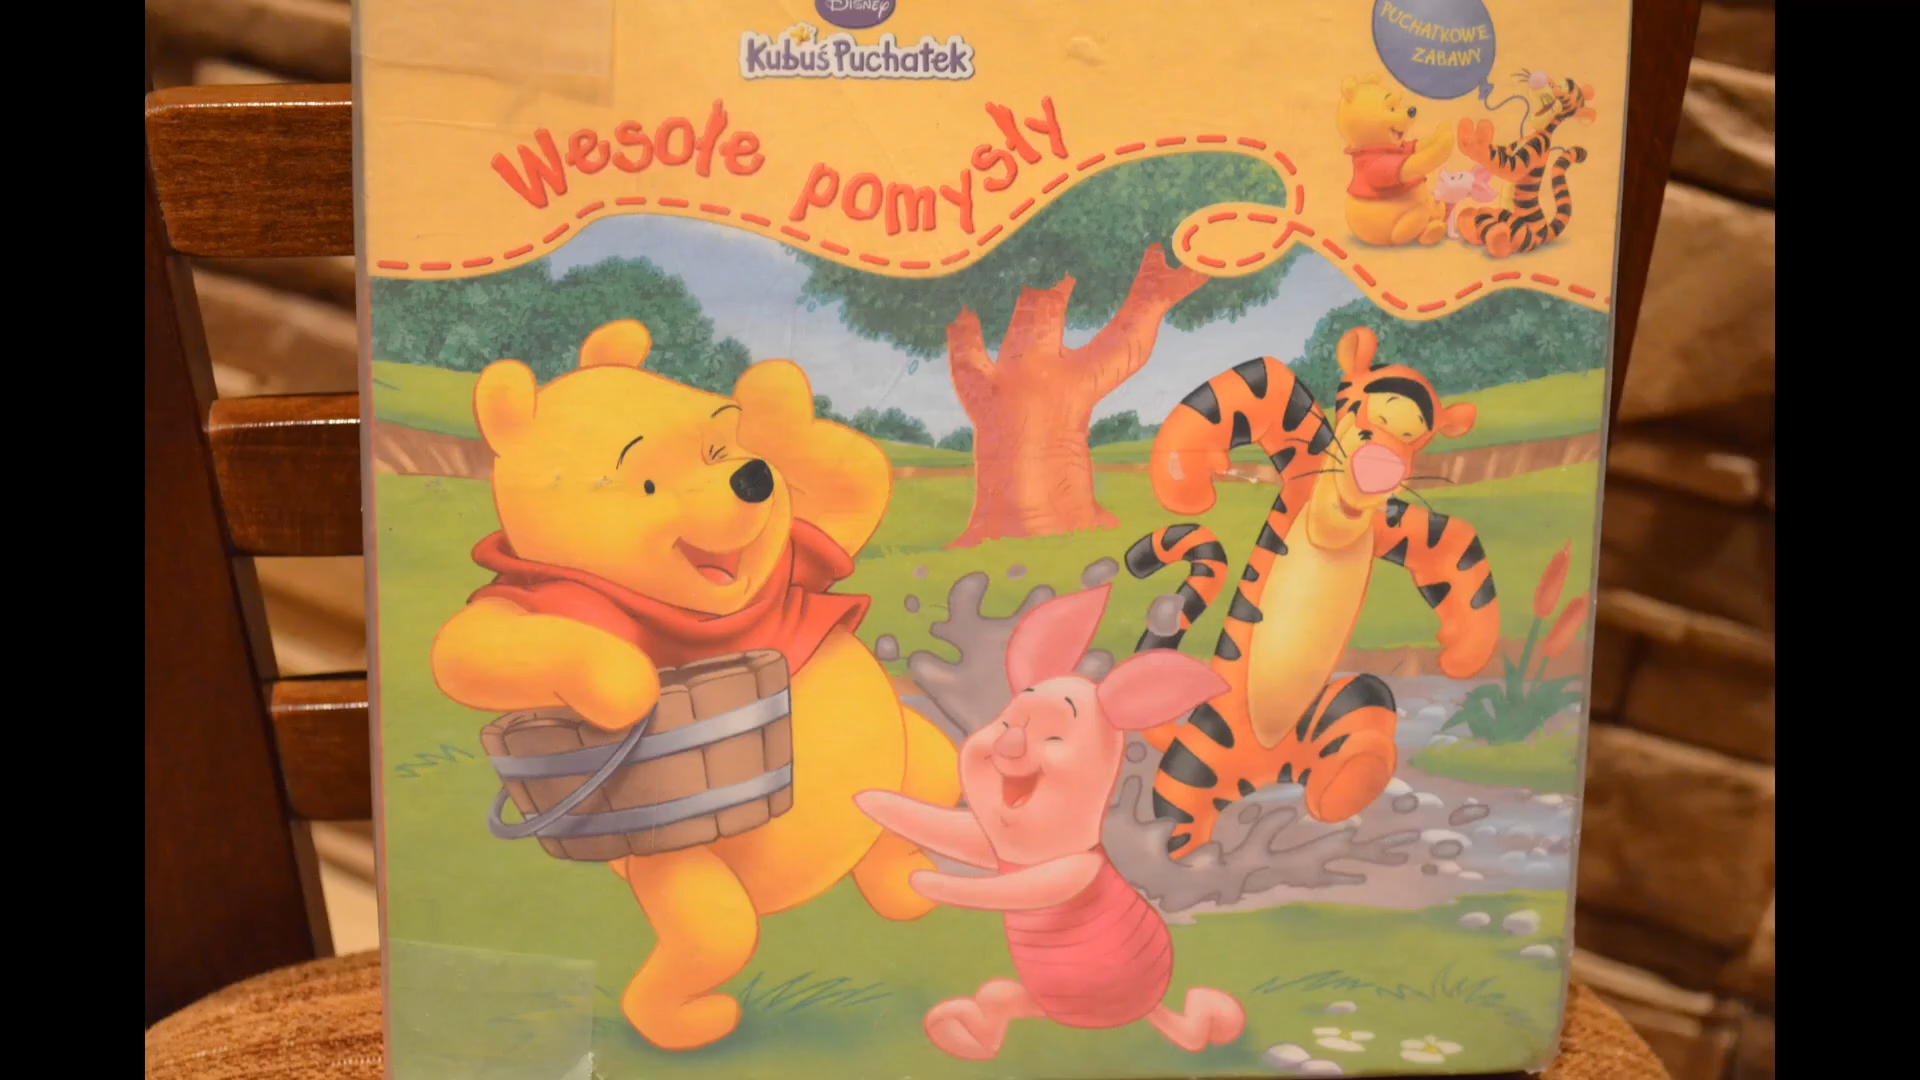 Disney
Kubuś Puchatek
Wesołe pomysły
PUCHATKOWE
ZABAWY